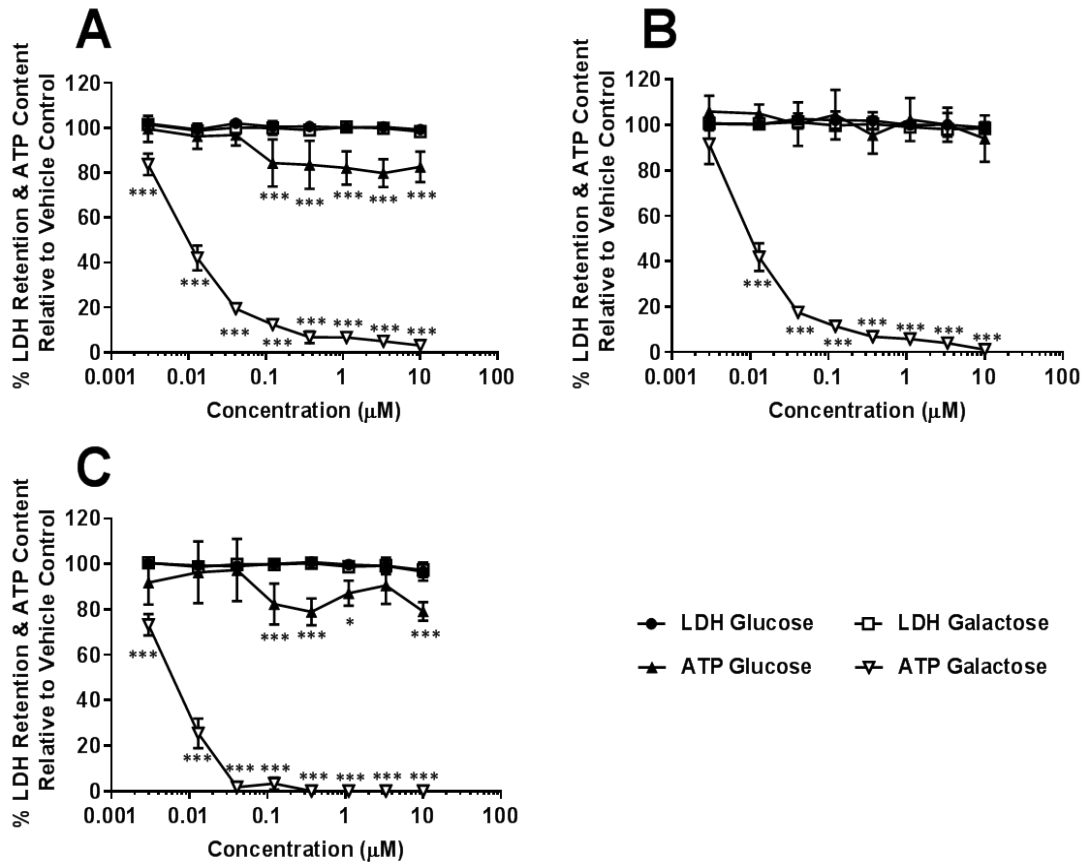 A
% LDH Retention & ATP Content
Relative to Vehicle Control
120
100
80
60
40
20
0
*** *** *** *** *** ***
***
*** *** *** *** *** ***
0.001 0.01 0.1 1 10 100
Concentration (μM)
B
% LDH Retention & ATP Content
Relative to Vehicle Control
120
100
80
60
40
20
0
***
*** *** *** *** *** ***
0.001 0.01 0.1 1 10 100
Concentration (μM)
C
% LDH Retention & ATP Content
Relative to Vehicle Control
120
100
80
60
40
20
0
*** *** * ***
***
*** *** *** *** *** *** ***
0.001 0.01 0.1 1 10 100
Concentration (μM)
LDH Glucose
LDH Galactose
ATP Glucose
ATP Galactose